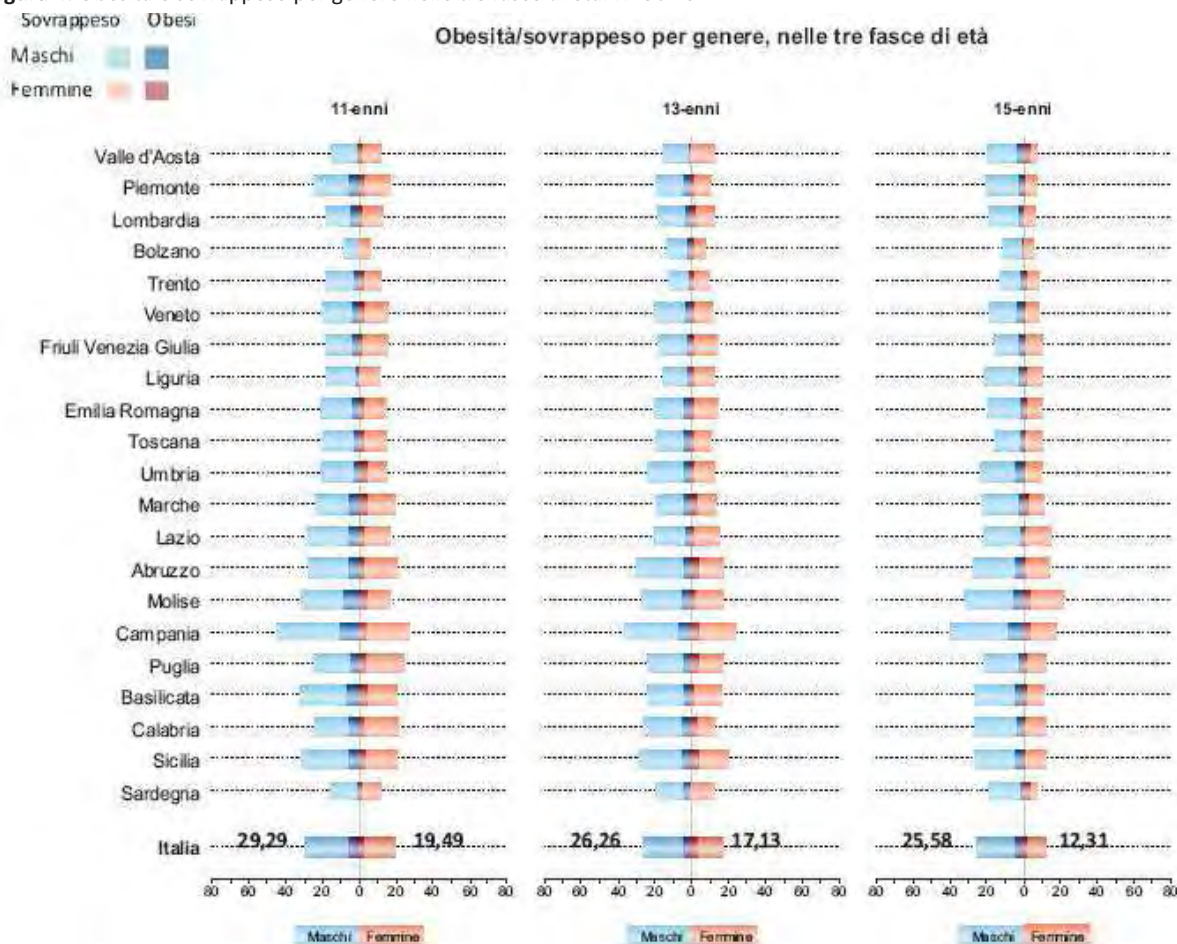 Sovrappeso Obesi
Maschi
Femmine
Obesità/sovrappeso per genere, nelle tre fasce di età
11-enni 13-enni 15-enni
Valle d'Aosta
Piemonte
Lombardia
Bolzano
Trento
Veneto
Friuli Venezia Giulia
Liguria
Emilia Romagna
Toscana
Umbria
Marche
Lazio
Abruzzo
Molise
Campania
Puglia
Basilicata
Calabria
Sicilia
Sardegna
Italia 29,29 19,49 26,26 17,13 25,58 12,31
80 60 40 20 0 20 40 60 80 80 60 40 20 0 20 40 60 80 80 60 40 20 0 20 40 60 80
Maschi Femmine Maschi Femmine Maschi Femmine